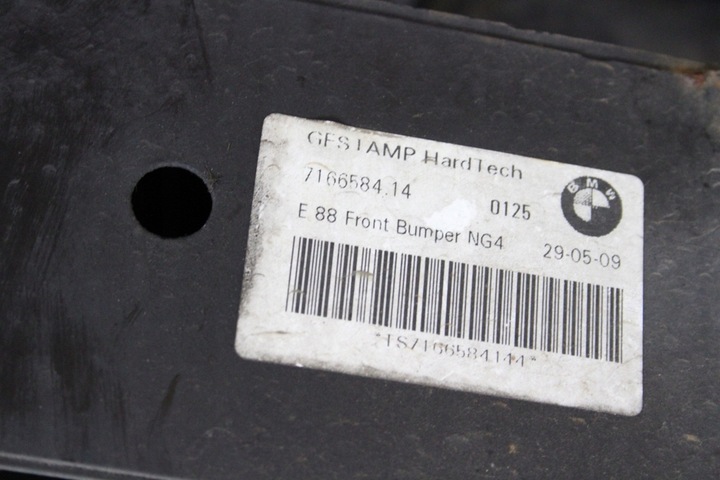 GESTAMP HardTech
7166584.14 0125
BMW
E 88 Front Bumper NG4 29-05-09